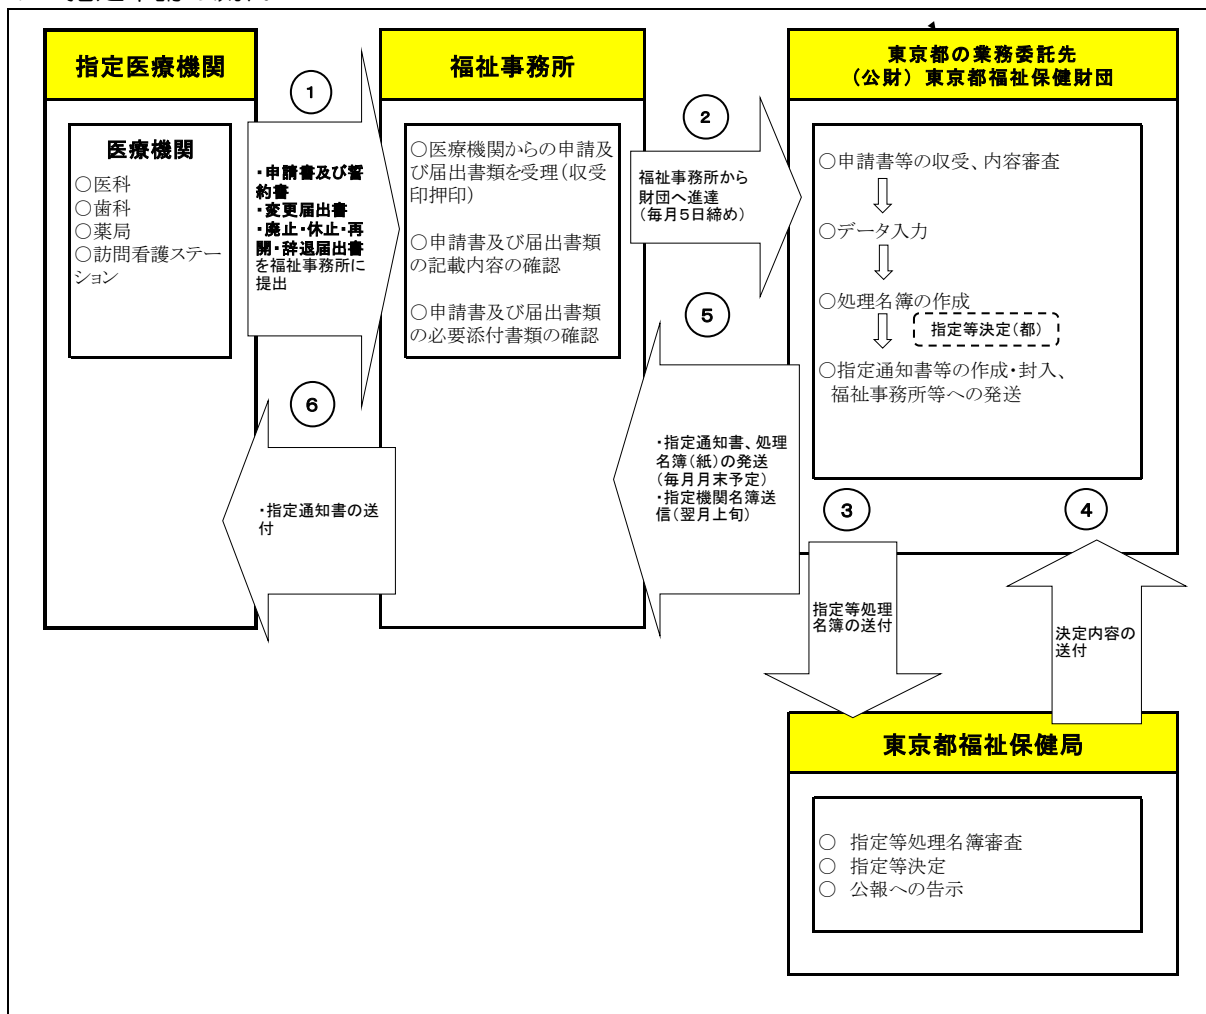 指定医療機関
医療機関
○医科
○歯科
○薬局
○訪問看護ステー
ション
①
・申請書及び誓
約書
・変更届出書
・廃止・休止・再
開・辞退届出書
を福祉事務所に
提出
福祉事務所
○医療機関からの申請及
び届出書類を受理(収受
印押印)
○申請書及び届出書類
の記載内容の確認
○申請書及び届出書類
の必要添付書類の確認
②
福祉事務所から
財団へ進達
(毎月5日締め)
東京都の業務委託先
(公財)東京都福祉保健財団
○申請書等の収受、内容審査
○データ入力
○処理名簿の作成
指定等決定(都)
○指定通知書等の作成・封入、
福祉事務所等への発送
③
指定等処理
名簿の送付
④
決定内容の
送付
東京都福祉保健局
○ 指定等処理名簿審査
○ 指定等決定
○ 公報への告示
⑤
・指定通知書、処理
名簿(紙)の発送
(毎月月末予定)
・指定機関名簿送
信(翌月上旬)
⑥
・指定通知書の送
付